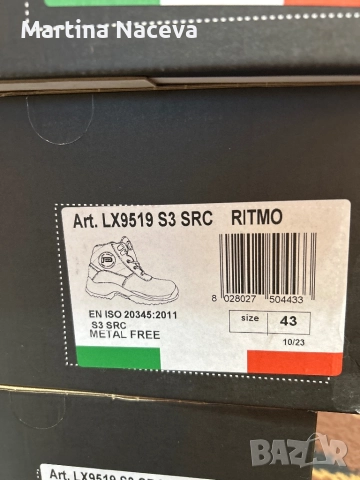 Martina Naceva
Art. LX9519 S3 SRC RITMO
8 028027 504433
EN ISO 20345:2011
S3 SRC
METAL FREE
size 43
10/23
Art. LX9519 S3
BAZAR